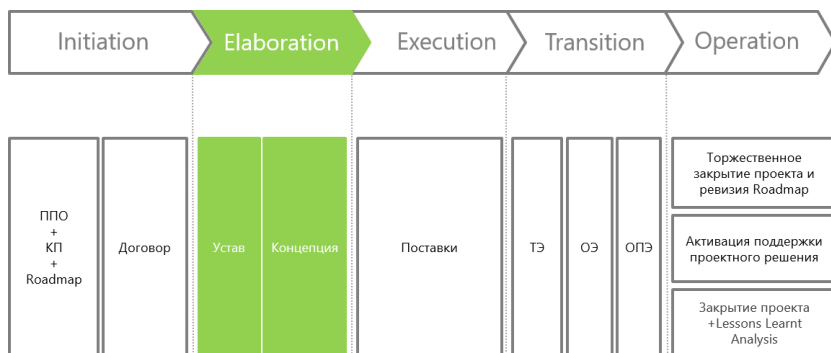 Initiation
Elaboration
Execution
Transition
Operation
ППО
+
КП
+
Roadmap
Договор
Устав
Концепция
Поставки
ТЭ
ОЭ
ОПЭ
Торжественное
закрытие проекта и
ревизия Roadmap
Активация поддержки
проектного решения
Закрытие проекта
+Lessons Learnt
Analysis